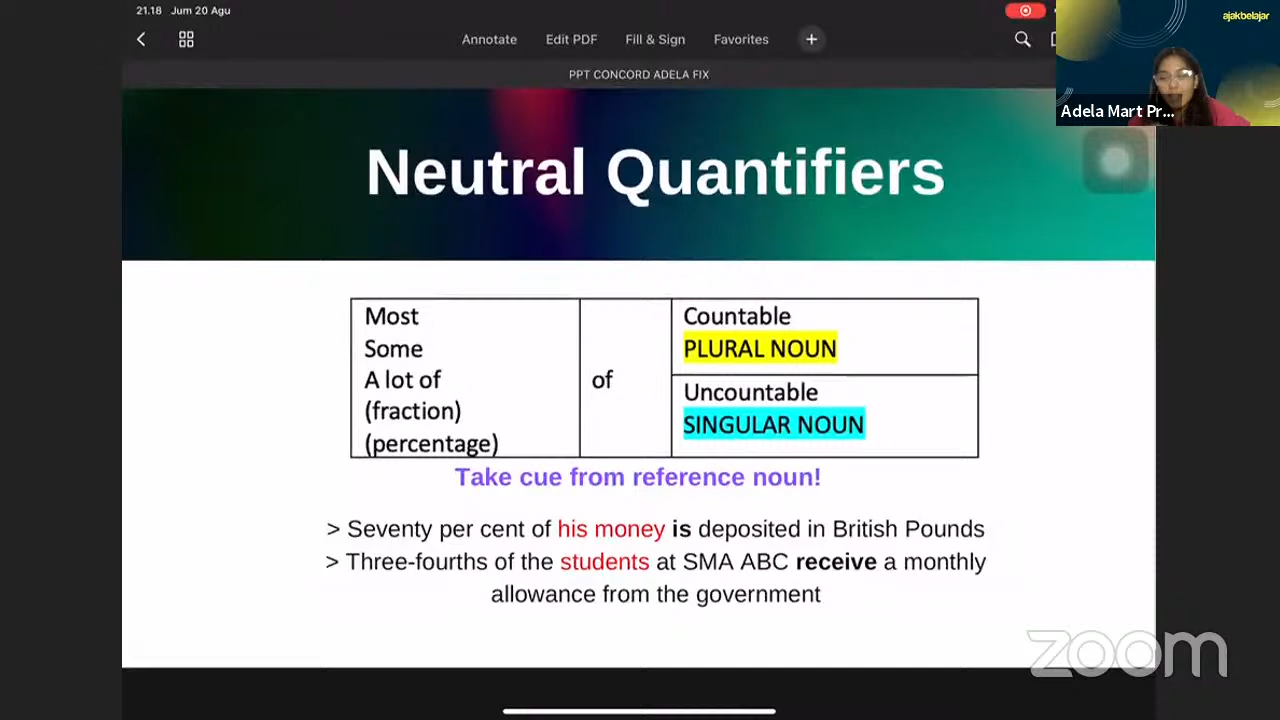 21.18 Jum 20 Agu
ajakbelajar
Annotate Edit PDF Fill & Sign Favorites +
PPT CONCORD ADELA FIX
Adela Mart Pr...
Neutral Quantifiers
Most
Some
A lot of
(fraction)
(percentage)
of
Countable
PLURAL NOUN
Uncountable
SINGULAR NOUN
Take cue from reference noun!
> Seventy per cent of his money is deposited in British Pounds
> Three-fourths of the students at SMA ABC receive a monthly
allowance from the government
zoom